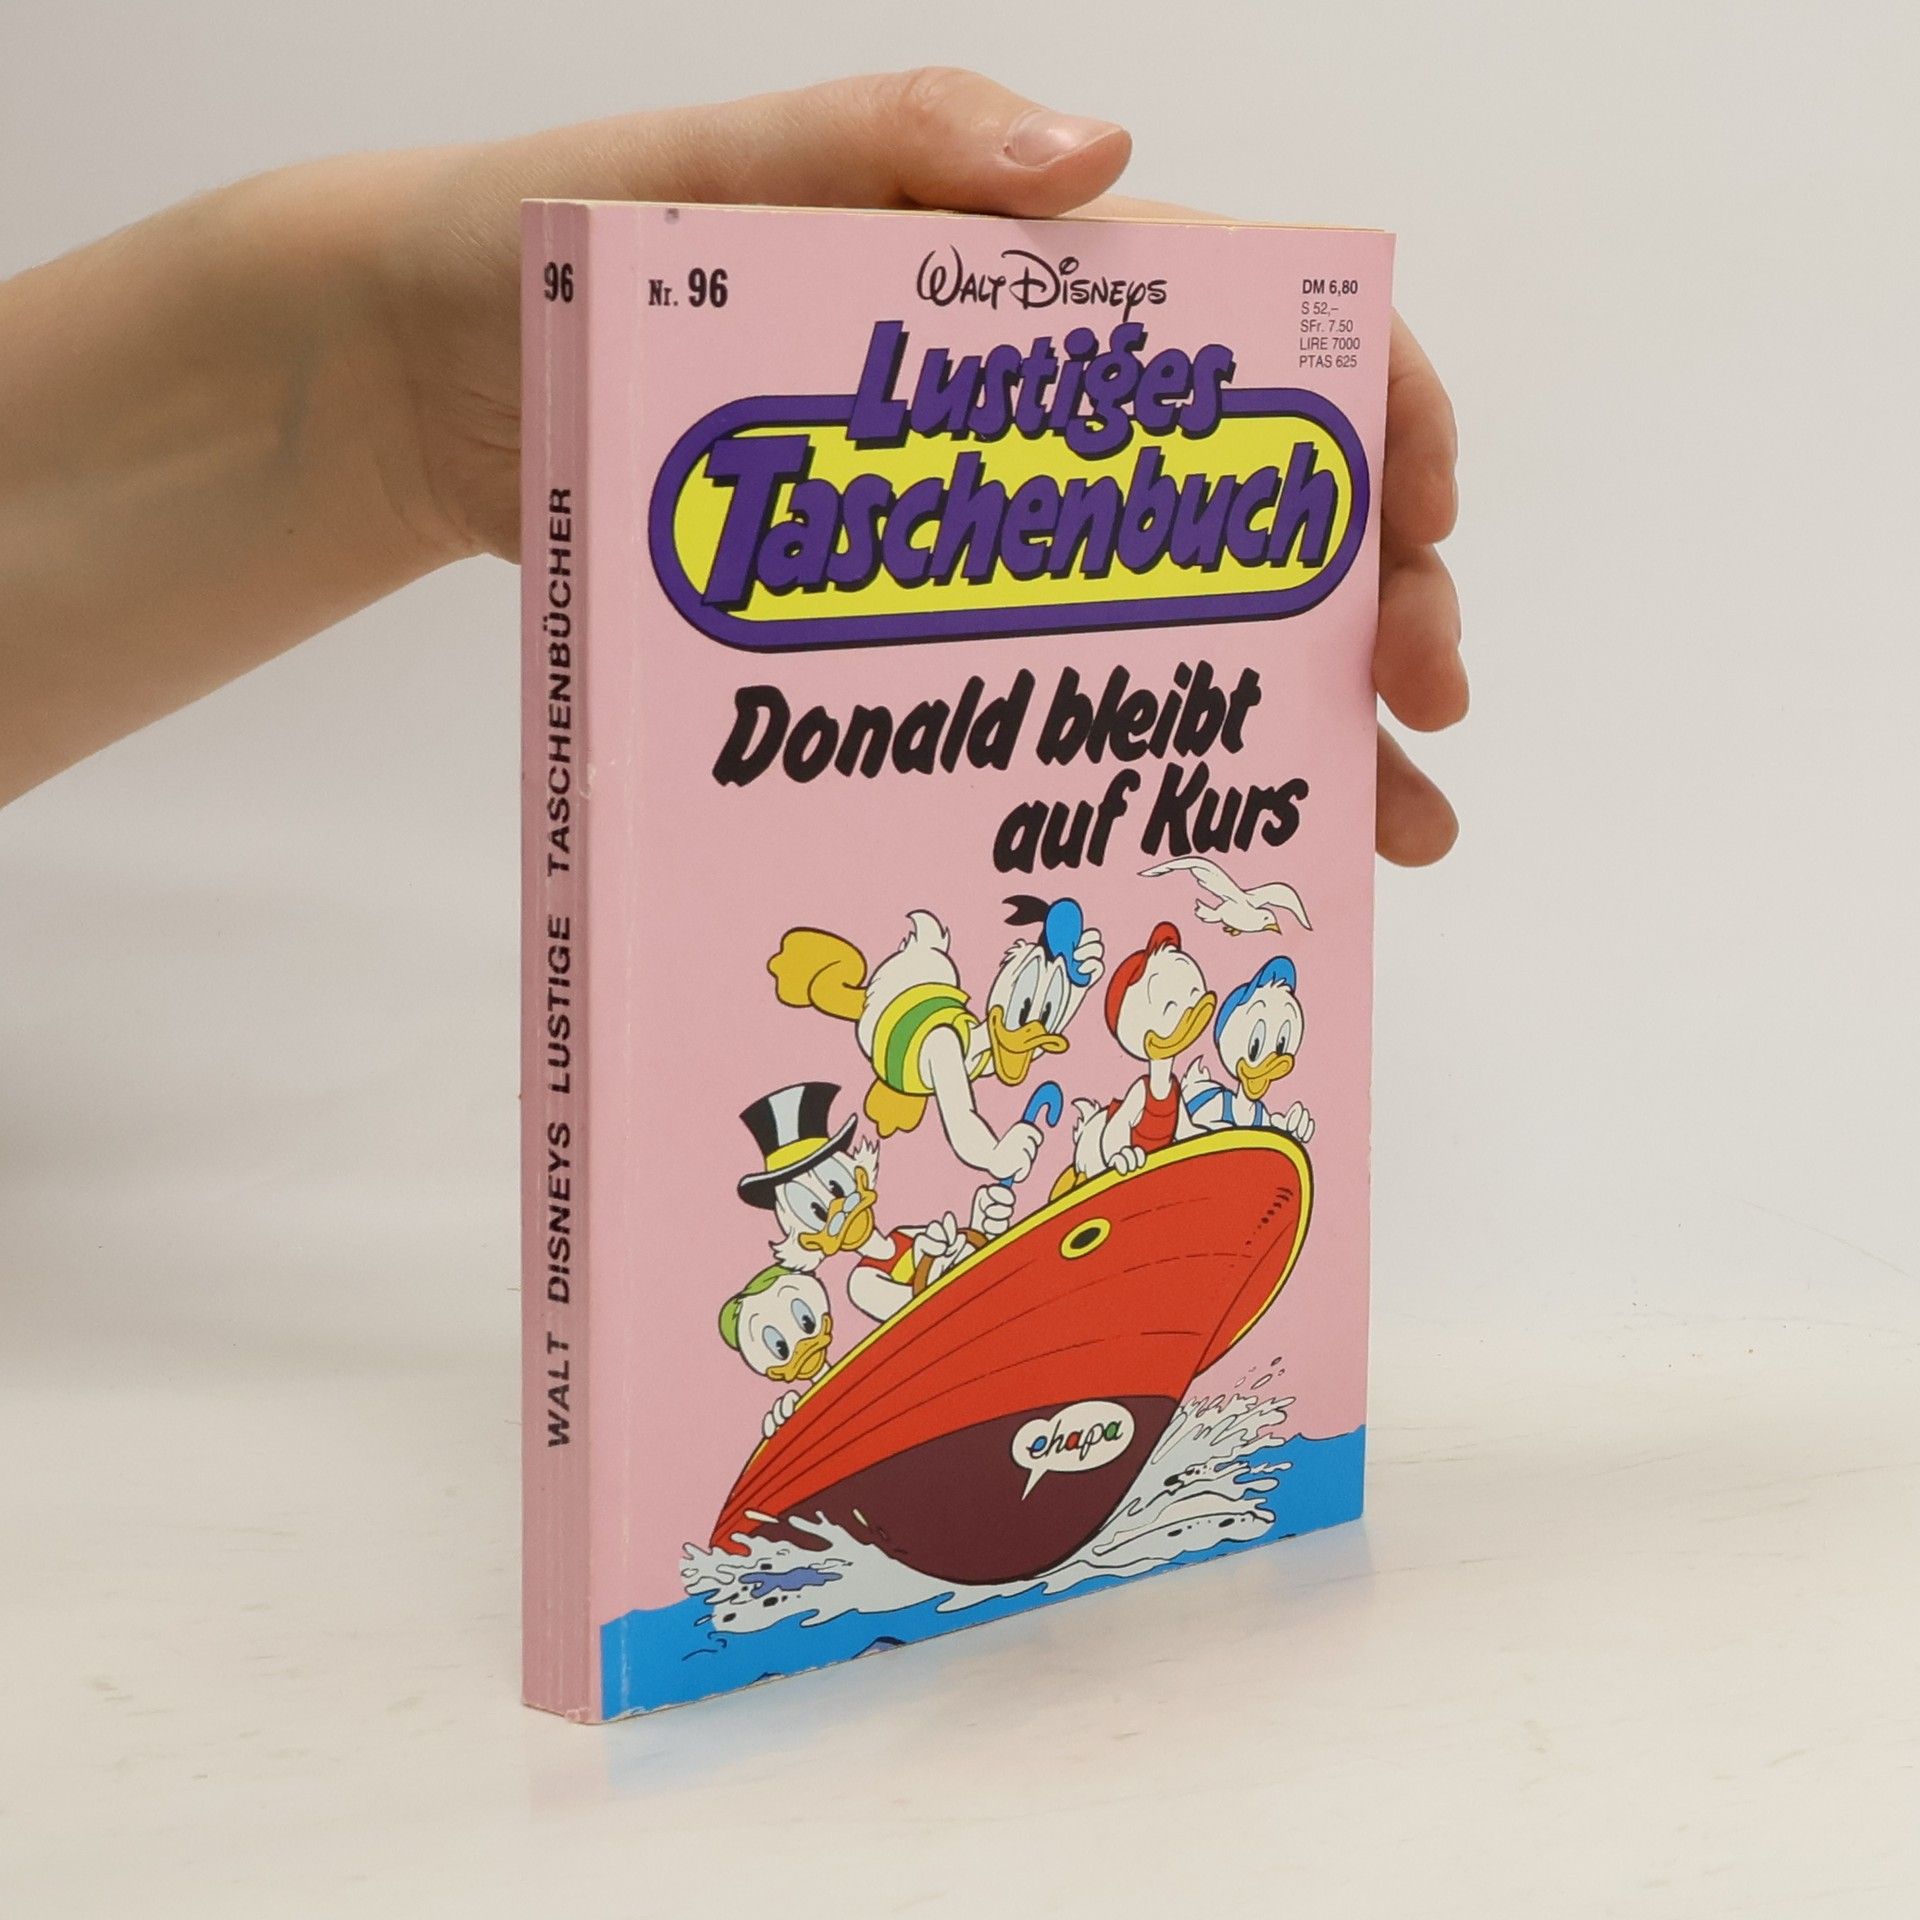 96
WALT DISNEYS LUSTIGE TASCHENBÜCHER
Nr. 96
WALT DISNEYS
DM 6,80
S 52,–
SFr. 7.50
LIRE 7000
PTAS 625
Lustiges
Taschenbuch
Donald bleibt
auf Kurs
ehapa